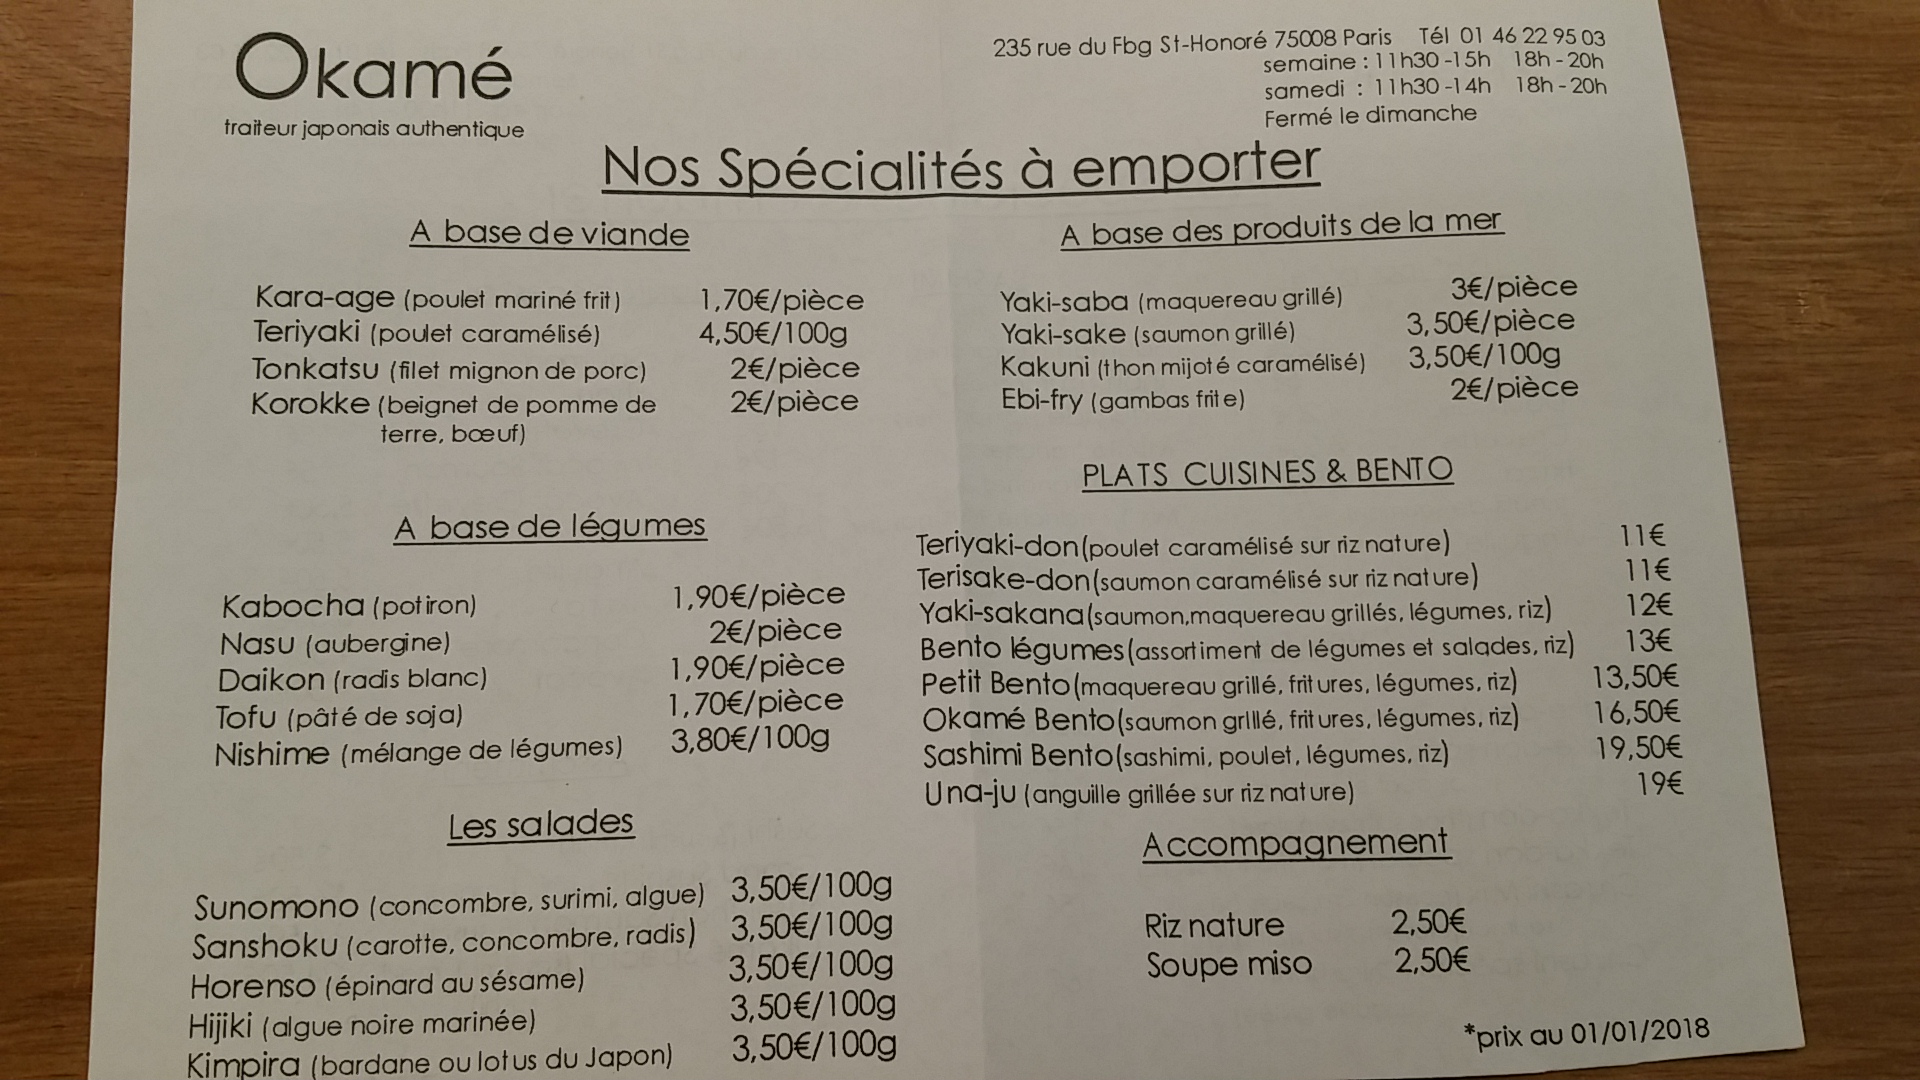 Okamé
traiteur japonais authentique
235 rue du Fbg St-Honoré 75008 Paris Tél 01 46 22 95 03
semaine : 11h30 -15h 18h - 20h
samedi : 11h30 -14h 18h - 20h
Fermé le dimanche
Nos Spécialités à emporter
A base de viande
Kara-age (poulet mariné frit) 1,70€/pièce
Teriyaki (poulet caramélisé) 4,50€/100g
Tonkatsu (filet mignon de porc) 2€/pièce
Korokke (beignet de pomme de 2€/pièce
terre, bœuf)
A base des produits de la mer
Yaki-saba (maquereau grillé) 3€/pièce
Yaki-sake (saumon grillé) 3,50€/pièce
Kakuni (thon mijoté caramélisé) 3,50€/100g
Ebi-fry (gambas frite) 2€/pièce
A base de légumes
Kabocha (potiron) 1,90€/pièce
Nasu (aubergine) 2€/pièce
Daikon (radis blanc) 1,90€/pièce
Tofu (pâté de soja) 1,70€/pièce
Nishime (mélange de légumes) 3,80€/100g
PLATS CUISINES & BENTO
Teriyaki-don(poulet caramélisé sur riz nature) 11€
Terisake-don(saumon caramélisé sur riz nature) 11€
Yaki-sakana(saumon,maquereau grillés, légumes, riz) 12€
Bento légumes(assortiment de légumes et salades, riz) 13€
Petit Bento(maquereau grillé, fritures, légumes, riz) 13,50€
Okamé Bento(saumon grillé, fritures, légumes, riz) 16,50€
Sashimi Bento(sashimi, poulet, légumes, riz) 19,50€
Una-ju (anguille grillée sur riz nature) 19€
Les salades
Sunomono (concombre, surimi, algue) 3,50€/100g
Sanshoku (carotte, concombre, radis) 3,50€/100g
Horenso (épinard au sésame) 3,50€/100g
Hijiki (algue noire marinée) 3,50€/100g
Kimpira (bardane ou lotus du Japon) 3,50€/100g
Accompagnement
Riz nature 2,50€
Soupe miso 2,50€
*prix au 01/01/2018